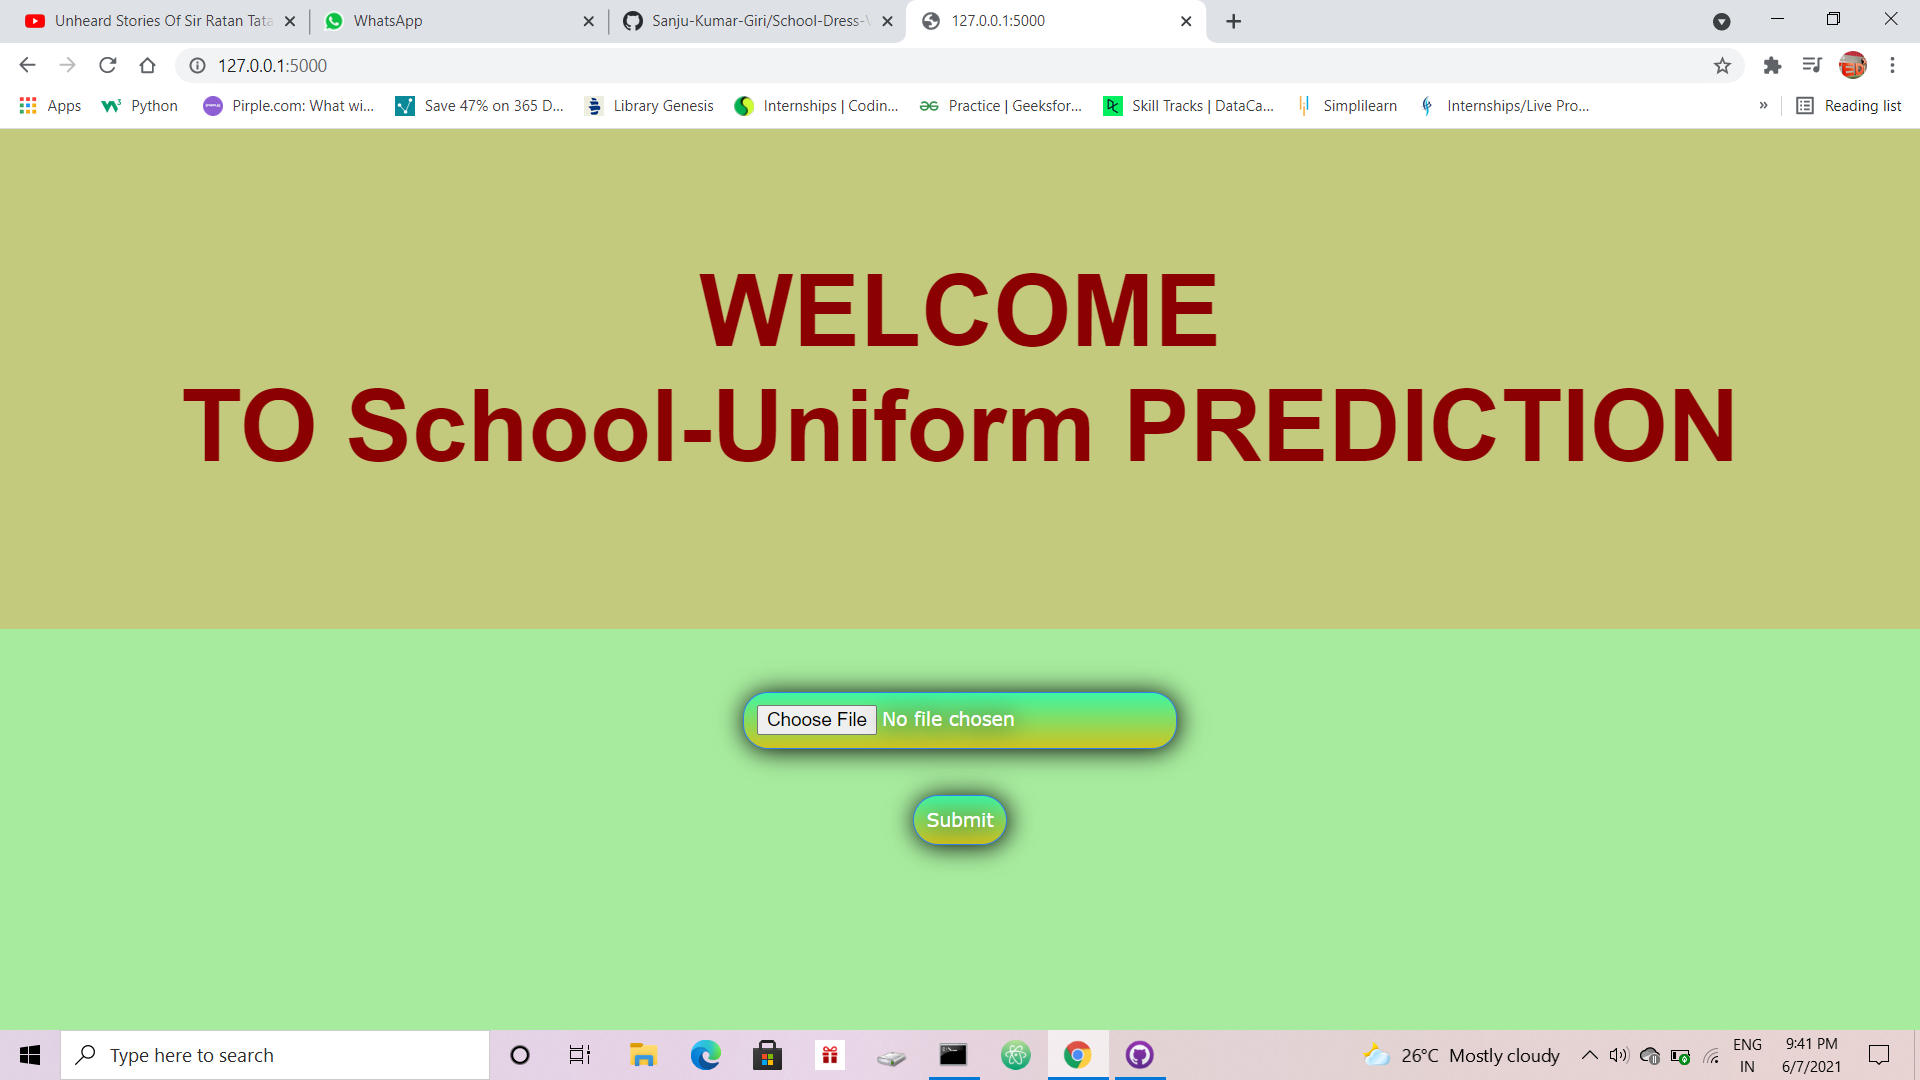 Unheard Stories Of Sir Ratan Tata
WhatsApp
Sanju-Kumar-Giri/School-Dress-
127.0.0.1:5000
127.0.0.1:5000
Apps
Python
Pirple.com: What wi...
Save 47% on 365 D...
Library Genesis
Internships | Codin...
Practice | Geeksfor...
Skill Tracks | DataCa...
Simplilearn
Internships/Live Pro...
»
Reading list
WELCOME
TO School-Uniform PREDICTION
Choose File No file chosen
Submit
Type here to search
26°C Mostly cloudy
ENG
IN
9:41 PM
6/7/2021